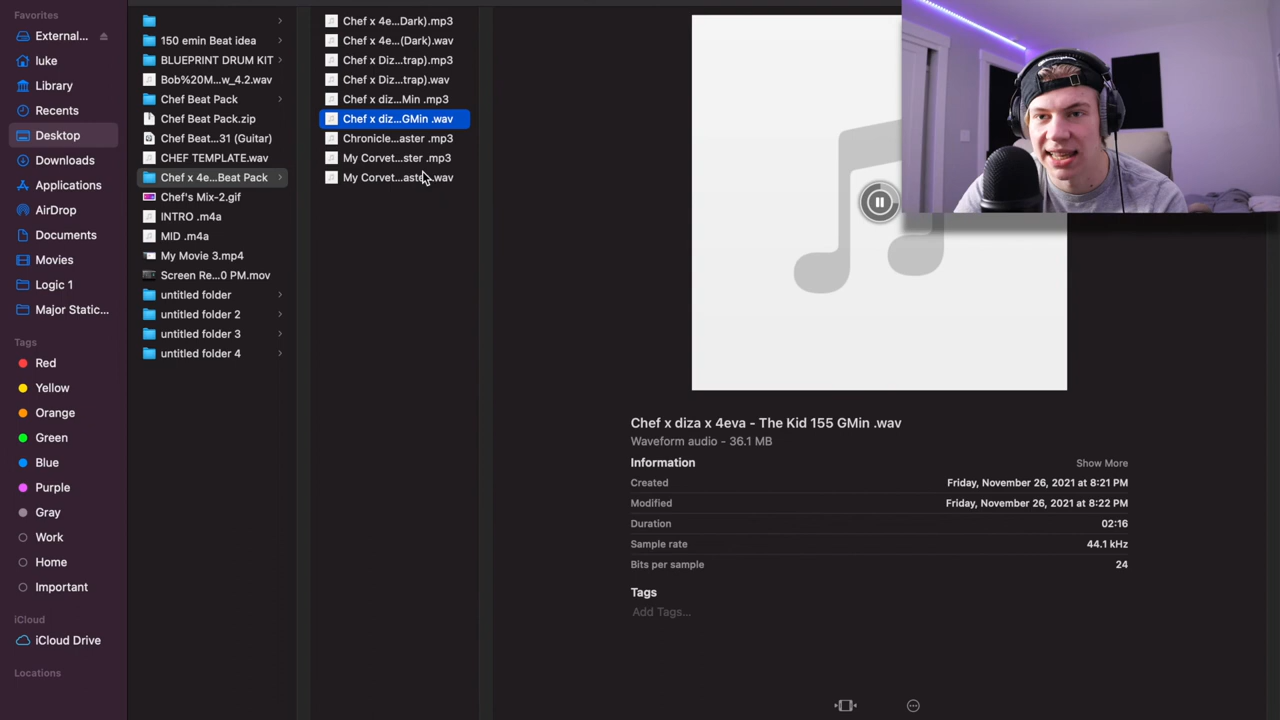 Favorites
External...
luke
Library
Recents
Desktop
Downloads
Applications
AirDrop
Documents
Movies
Logic 1
Major Static...
Tags
Red
Yellow
Orange
Green
Blue
Purple
Gray
Work
Home
Important
iCloud
iCloud Drive
Locations
150 emin Beat idea
BLUEPRINT DRUM KIT
Bob%20M...w_4.2.wav
Chef Beat Pack
Chef Beat Pack.zip
Chef Beat...31 (Guitar)
CHEF TEMPLATE.wav
Chef x 4e...Beat Pack
Chef's Mix-2.gif
INTRO .m4a
MID .m4a
My Movie 3.mp4
Screen Re...0 PM.mov
untitled folder
untitled folder 2
untitled folder 3
untitled folder 4
Chef x 4e...Dark).mp3
Chef x 4e...(Dark).wav
Chef x Diz...trap).mp3
Chef x Diz...trap).wav
Chef x diz...Min .mp3
Chef x diz...GMin .wav
Chronicle...aster .mp3
My Corvet...ster .mp3
My Corvet...aster .wav
Chef x diza x 4eva - The Kid 155 GMin .wav
Waveform audio - 36.1 MB
Information Show More
Created Friday, November 26, 2021 at 8:21 PM
Modified Friday, November 26, 2021 at 8:22 PM
Duration 02:16
Sample rate 44.1 kHz
Bits per sample 24
Tags
Add Tags...